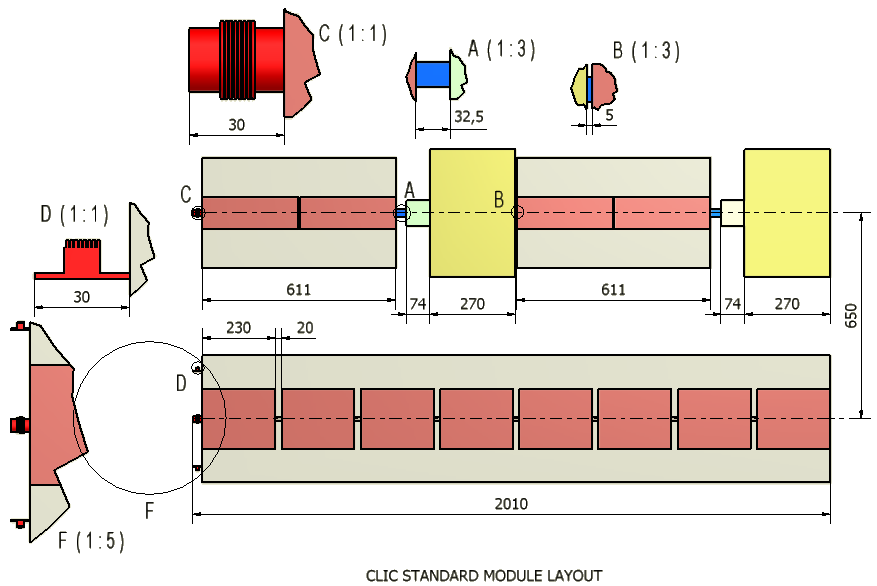 C (1:1)
A (1:3)
B (1:3)
30
32,5
5
C
A
B
D (1:1)
30
611
74
270
611
74
270
650
230
20
D
F
2010
F (1:5)
CLIC STANDARD MODULE LAYOUT